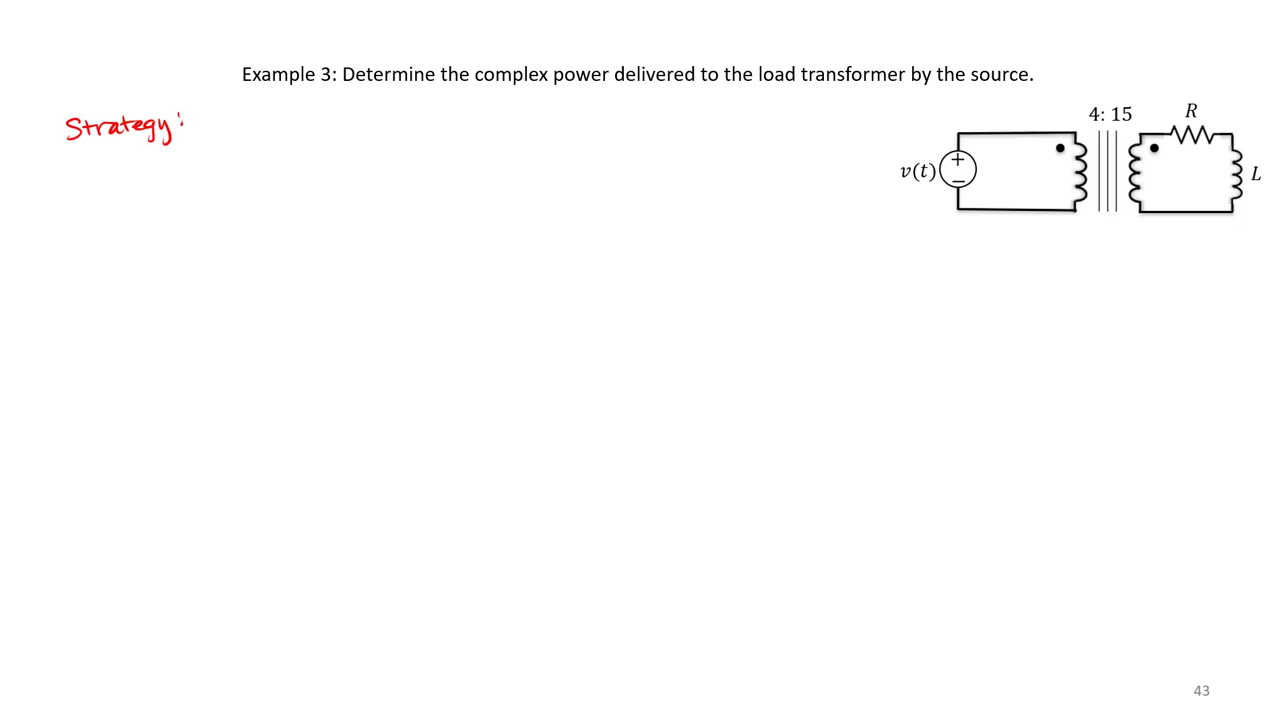 Example 3: Determine the complex power delivered to the load transformer by the source.
Strategy:
4: 15
R
v(t)
+
−
L
43